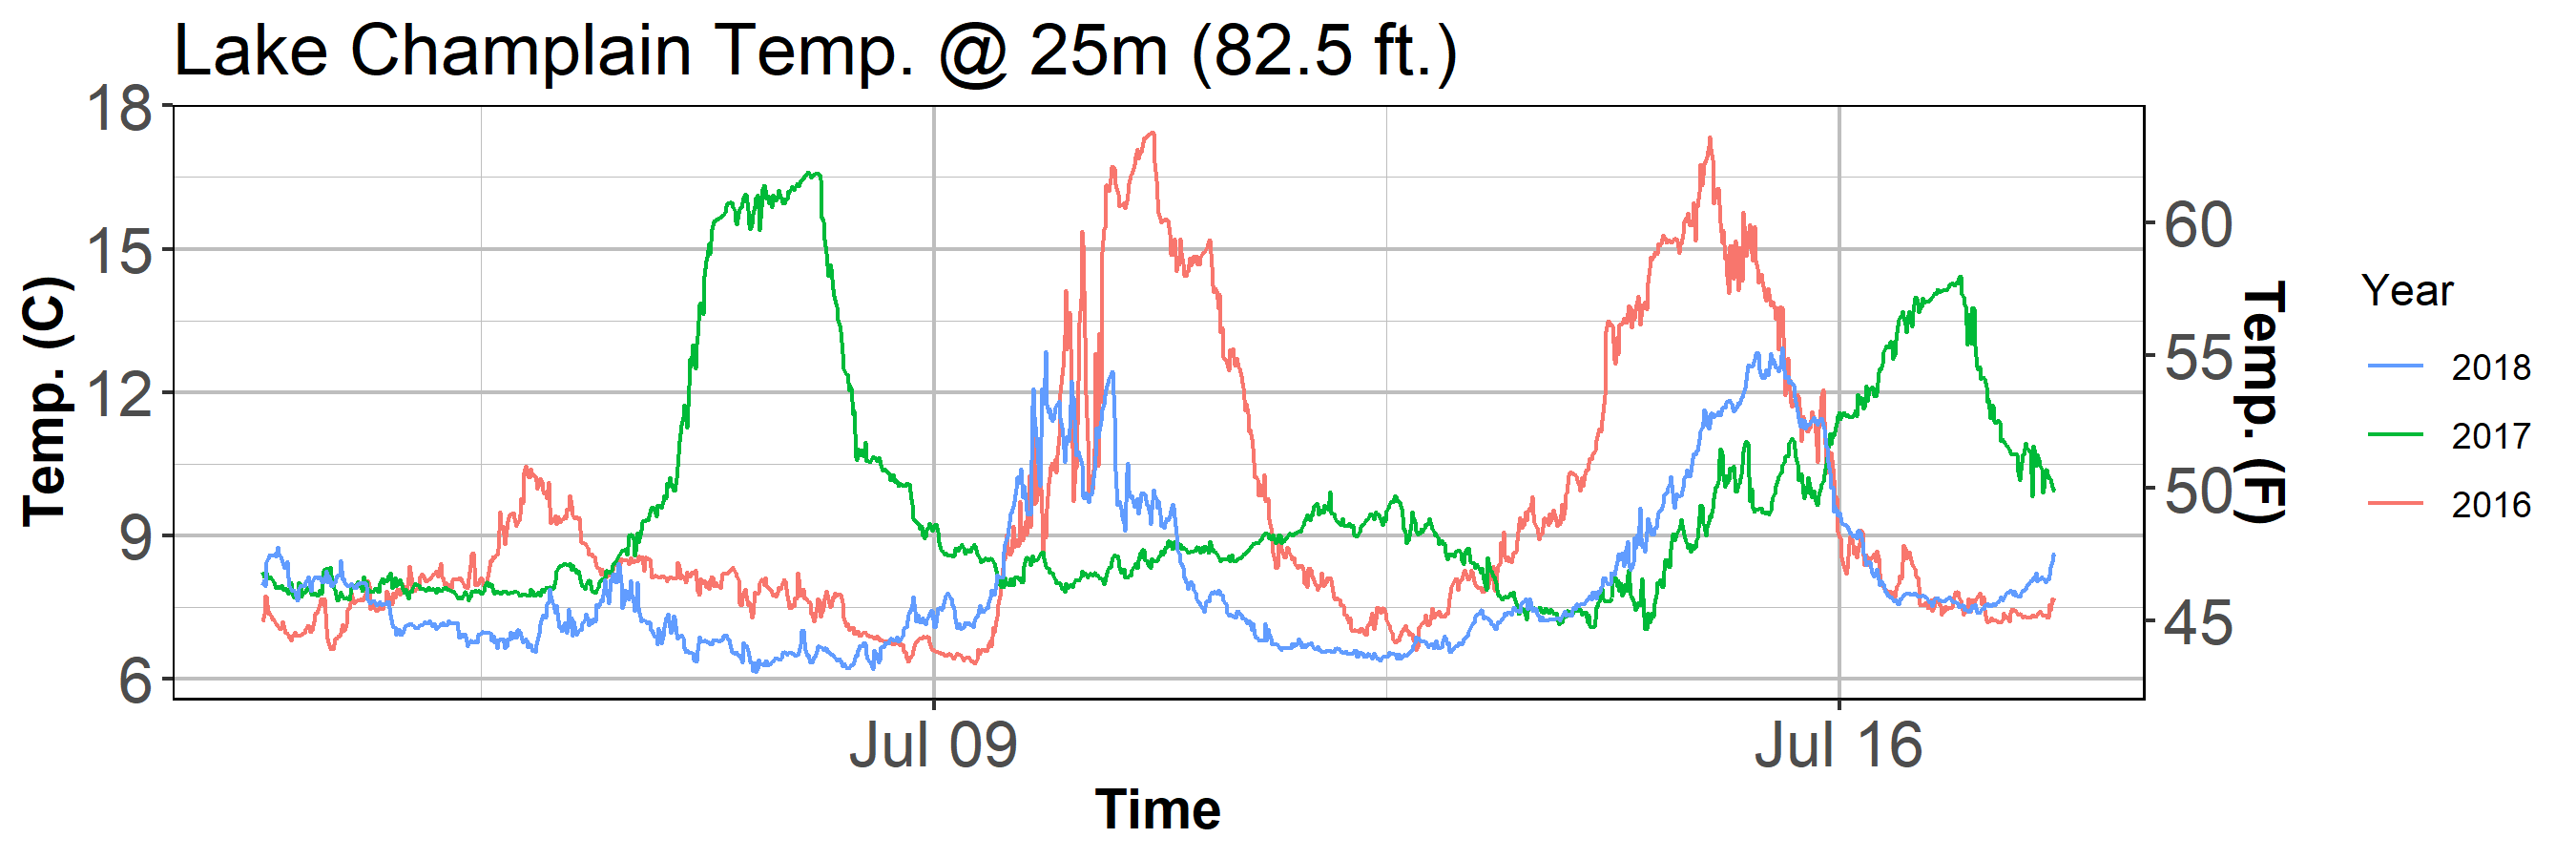 Lake Champlain Temp. @ 25m (82.5 ft.)
18
15
12
9
6
Temp. (C)
60
55
50
45
Temp. (F)
Jul 09
Jul 16
Time
Year
2018
2017
2016